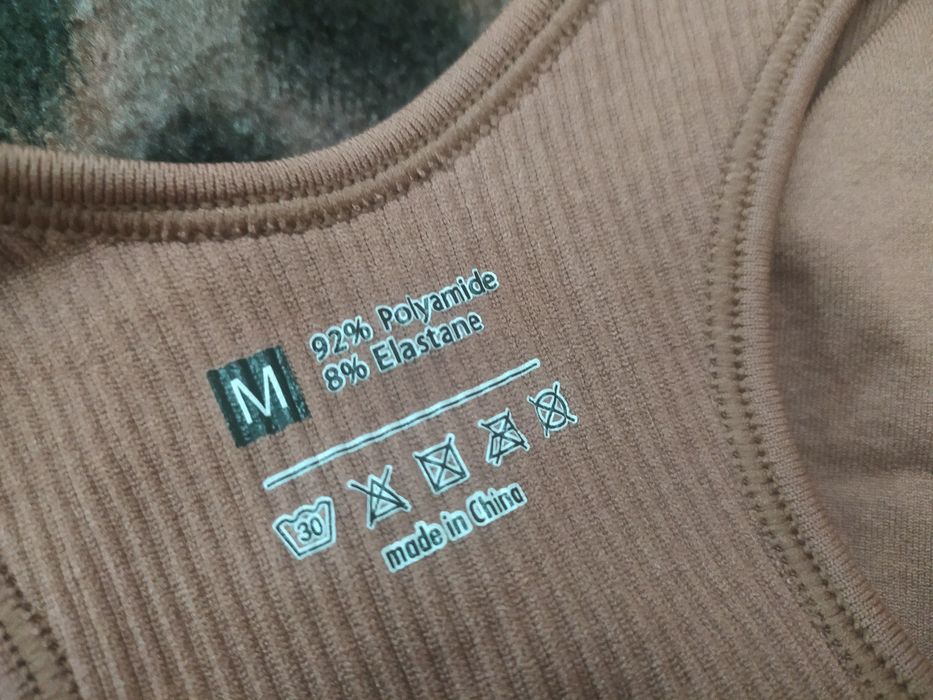 M
92% Polyamide
8% Elastane
30
made in China